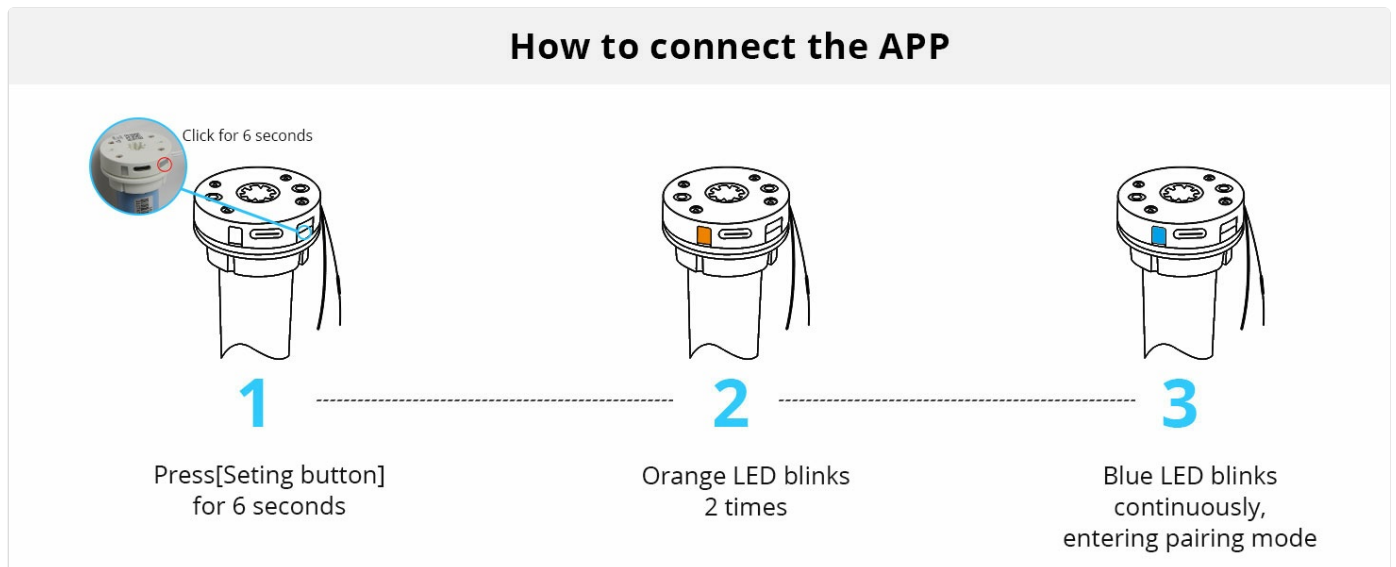 How to connect the APP
Click for 6 seconds
1
2
3
Press[Seting button]
for 6 seconds
Orange LED blinks
2 times
Blue LED blinks
continuously,
entering pairing mode